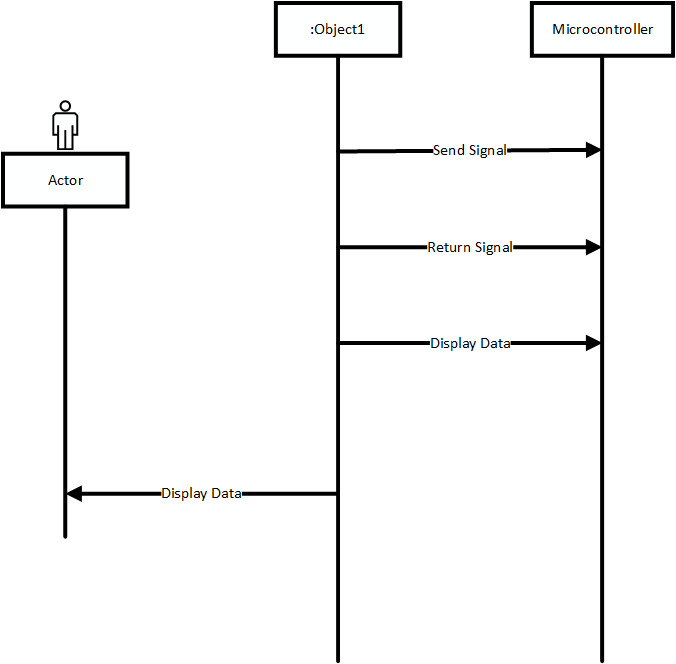 :Object1
Microcontroller
Actor
Send Signal
Return Signal
Display Data
Display Data